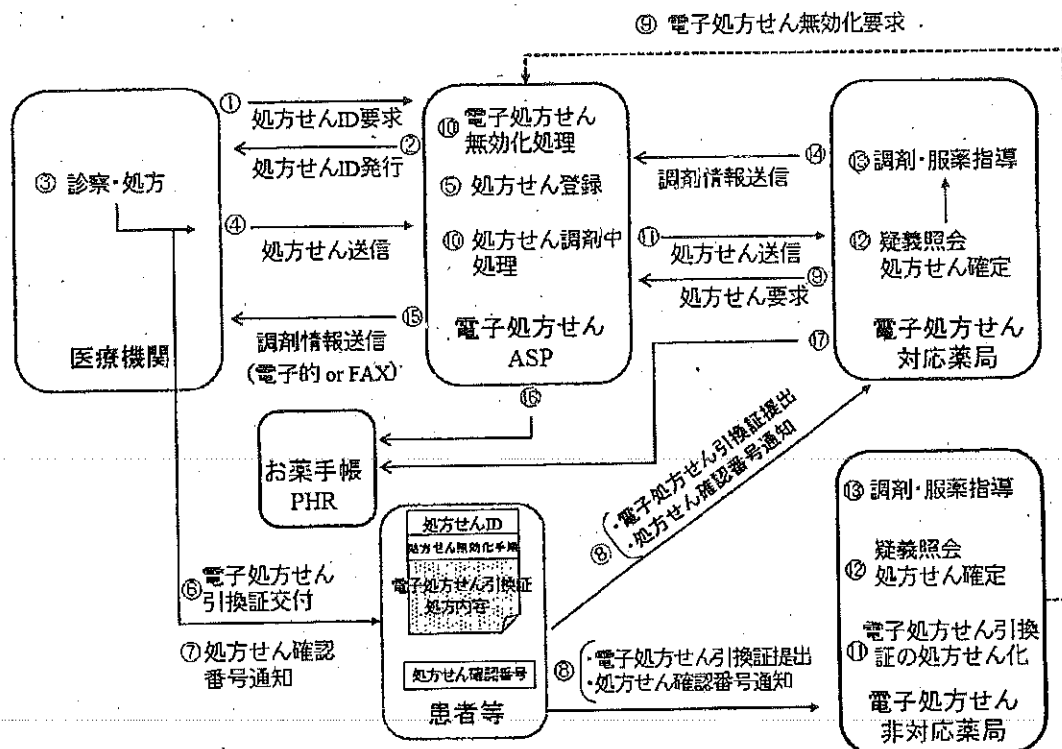 ⑨ 電子処方せん無効化要求
①
処方せんID要求
②
処方せんID発行
③ 診察・処方
④
処方せん送信
⑮
調剤情報送信
(電子的 or FAX)
医療機関
⑩ 電子処方せん
無効化処理
⑤ 処方せん登録
⑩ 処方せん調剤中
処理
電子処方せん
ASP
⑭
調剤情報送信
⑪
処方せん送信
⑨
処方せん要求
⑬ 調剤・服薬指導
⑫ 疑義照会
処方せん確定
電子処方せん
対応薬局
⑰
⑯
お薬手帳
PHR
⑧
・電子処方せん引換証提出
・処方せん確認番号通知
処方せんID
処方せん無効化手順
電子処方せん引換証
処方内容
処方せん確認番号
患者等
⑥ 電子処方せん
引換証交付
⑦ 処方せん確認
番号通知
⑧
・電子処方せん引換証提出
・処方せん確認番号通知
⑬ 調剤・服薬指導
⑫ 疑義照会
処方せん確定
⑪ 電子処方せん引換
証の処方せん化
電子処方せん
非対応薬局